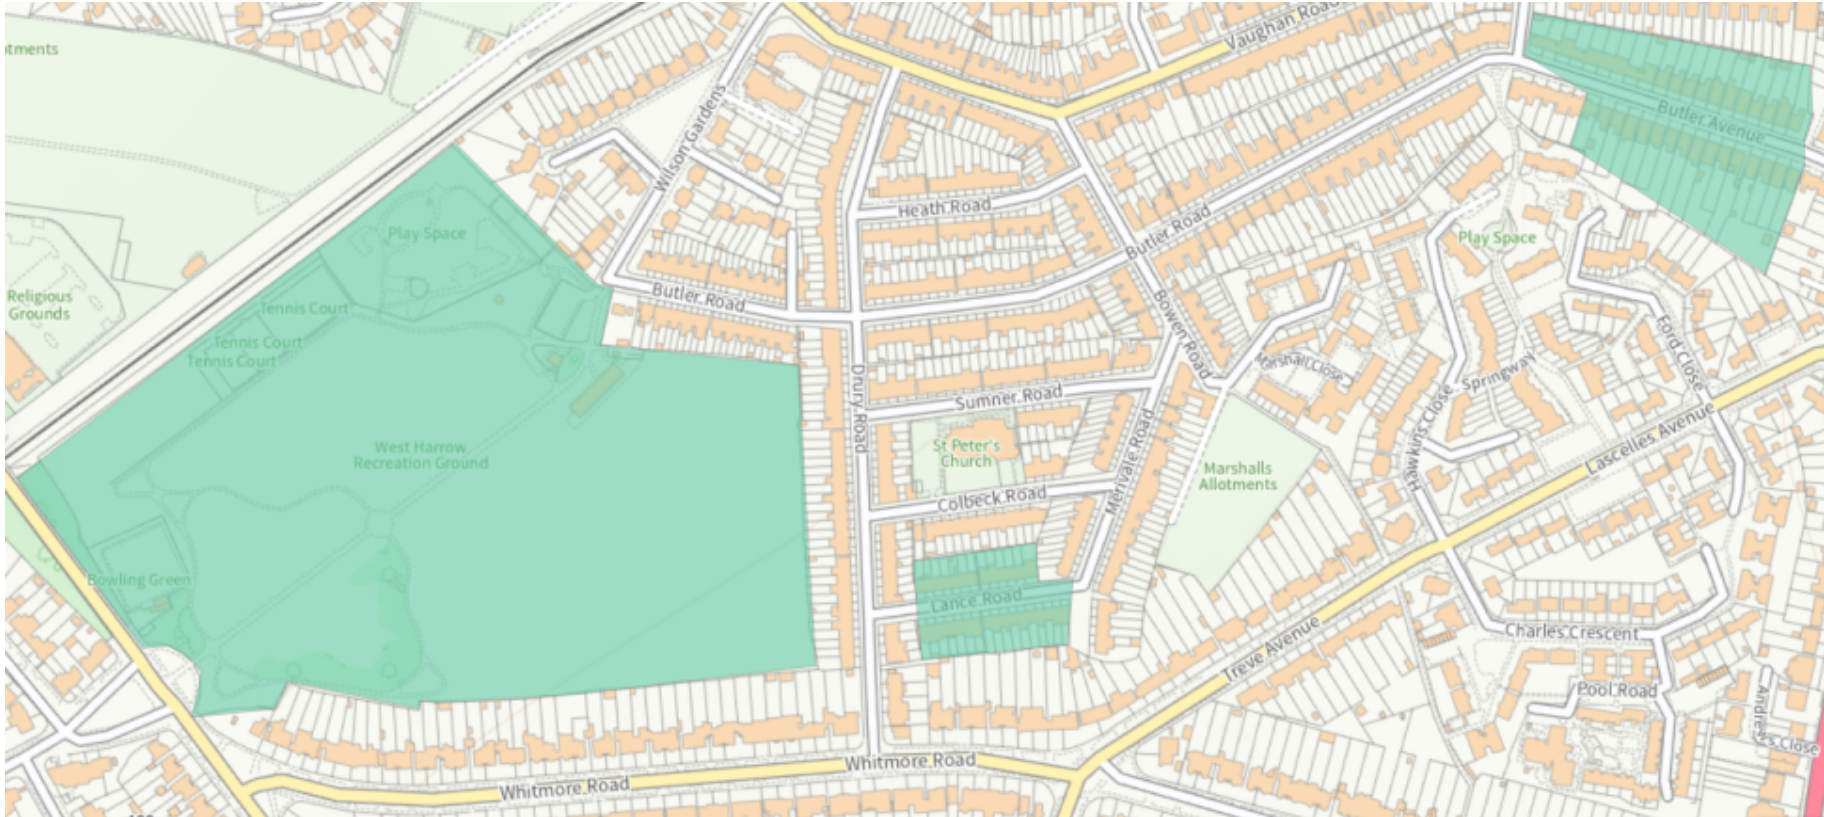 otments
Vaughan Road
Butler Avenue
Wilson Gardens
Heath Road
Play Space
Butler Road
Play Space
Religious
Grounds
Tennis Court
Butler Road
Bowen Road
Tennis Court
Tennis Court
Ford Close
Marshall Close
Springway
Drury Road
Sumner Road
Hawkins Close
Lascelles Avenue
West Harrow
Recreation Ground
St Peter's
Church
Merivale Road
Marshalls
Allotments
Colbeck Road
Bowling Green
Lance Road
Charles Crescent
Treve Avenue
Pool Road
Andrews Close
Whitmore Road
Whitmore Road